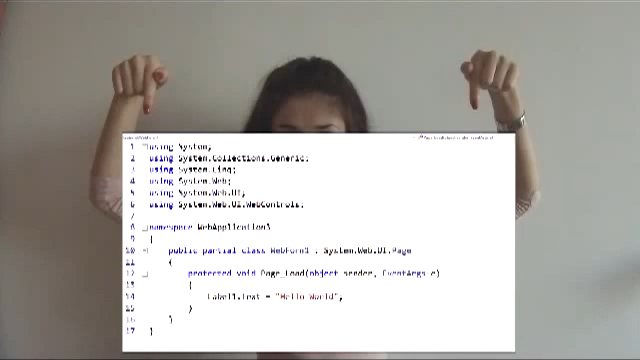 1 using System;
2 using System.Collections.Generic;
3 using System.Linq;
4 using System.Web;
5 using System.Web.UI;
6 using System.Web.UI.WebControls;
7
8 namespace WebApplication3
9 {
10 public partial class WebForm1 : System.Web.UI.Page
11 {
12 protected void Page_Load(object sender, EventArgs e)
13 {
14 Label1.Text = "Hello World";
15 }
16 }
17 }